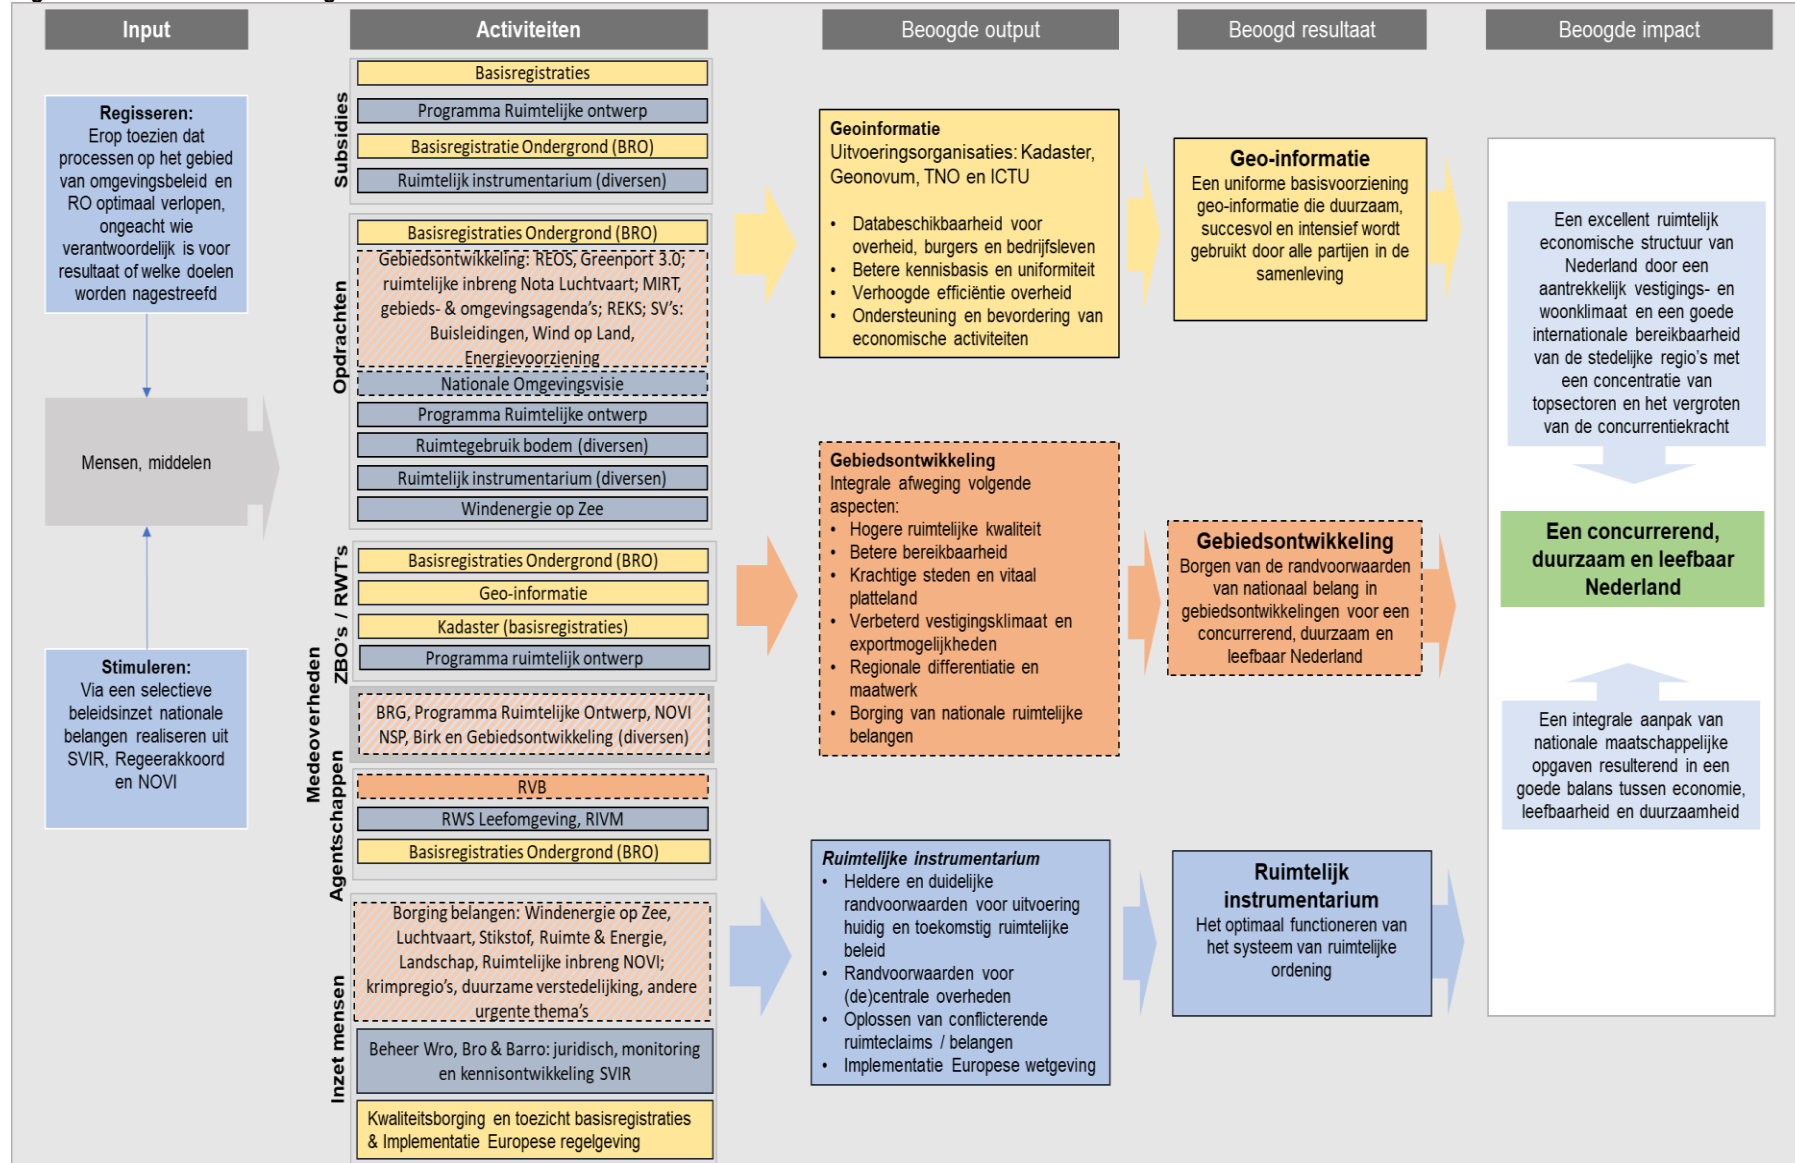 Input
Activiteiten
Beoogde output
Beoogd resultaat
Beoogde impact
Regisseren:
Erop toezien dat
processen op het gebied
van omgevingsbeleid en
RO optimaal verlopen,
ongeacht wie
verantwoordelijk is voor
resultaat of welke doelen
worden nagestreefd
Mensen, middelen
Stimuleren:
Via een selectieve
beleidsinzet nationale
belangen realiseren uit
SVIR, Regeerakkoord
en NOVI
Subsidies
Basisregistraties
Programma Ruimtelijke ontwerp
Basisregistratie Ondergrond (BRO)
Ruimtelijk instrumentarium (diversen)
Opdrachten
Basisregistraties Ondergrond (BRO)
Gebiedsontwikkeling: REOS, Greenport 3.0;
ruimtelijke inbreng Nota Luchtvaart; MIRT,
gebieds- & omgevingsagenda's; REKS; SV's:
Buisleidingen, Wind op Land,
Energievoorziening
Nationale Omgevingsvisie
Programma Ruimtelijke ontwerp
Ruimtegebruik bodem (diversen)
Ruimtelijk instrumentarium (diversen)
Windenergie op Zee
ZBO's / RWT's
Basisregistraties Ondergrond (BRO)
Geo-informatie
Kadaster (basisregistraties)
Programma ruimtelijk ontwerp
Medeoverheden
BRG, Programma Ruimtelijke Ontwerp, NOVI
NSP, Birk en Gebiedsontwikkeling (diversen)
Agentschappen
RVB
RWS Leefomgeving, RIVM
Basisregistraties Ondergrond (BRO)
Inzet mensen
Borging belangen: Windenergie op Zee,
Luchtvaart, Stikstof, Ruimte & Energie,
Landschap, Ruimtelijke inbreng NOVI;
krimpregio's, duurzame verstedelijking, andere
urgente thema's
Beheer Wro, Bro & Barro: juridisch, monitoring
en kennisontwikkeling SVIR
Kwaliteitsborging en toezicht basisregistraties
& Implementatie Europese regelgeving
Geoinformatie
Uitvoeringsorganisaties: Kadaster,
Geonovum, TNO en ICTU
• Databeschikbaarheid voor
overheid, burgers en bedrijfsleven
• Betere kennisbasis en uniformiteit
• Verhoogde efficiëntie overheid
• Ondersteuning en bevordering van
economische activiteiten
Gebiedsontwikkeling
Integrale afweging volgende
aspecten:
• Hogere ruimtelijke kwaliteit
• Betere bereikbaarheid
• Krachtige steden en vitaal
platteland
• Verbeterd vestigingsklimaat en
exportmogelijkheden
• Regionale differentiatie en
maatwerk
• Borging van nationale ruimtelijke
belangen
Ruimtelijke instrumentarium
• Heldere en duidelijke
randvoorwaarden voor uitvoering
huidig en toekomstig ruimtelijke
beleid
• Randvoorwaarden voor
(de)centrale overheden
• Oplossen van conflicterende
ruimteclaims / belangen
• Implementatie Europese wetgeving
Geo-informatie
Een uniforme basisvoorziening
geo-informatie die duurzaam,
succesvol en intensief wordt
gebruikt door alle partijen in de
samenleving
Gebiedsontwikkeling
Borgen van de randvoorwaarden
van nationaal belang in
gebiedsontwikkelingen voor een
concurrerend, duurzaam en
leefbaar Nederland
Ruimtelijk
instrumentarium
Het optimaal functioneren van
het systeem van ruimtelijke
ordening
Een excellent ruimtelijk
economische structuur van
Nederland door een
aantrekkelijk vestigings- en
woonklimaat en een goede
internationale bereikbaarheid
van de stedelijke regio's met
een concentratie van
topsectoren en het vergroten
van de concurrentiekracht
Een concurrerend,
duurzaam en leefbaar
Nederland
Een integrale aanpak van
nationale maatschappelijke
opgaven resulterend in een
goede balans tussen economie,
leefbaarheid en duurzaamheid